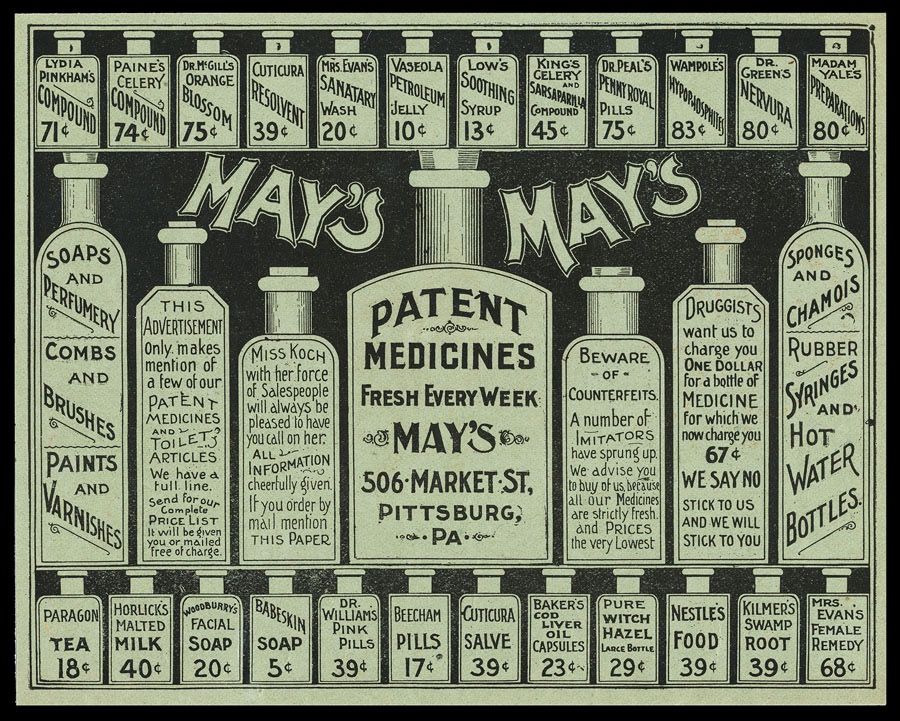 LYDIA
PINKHAM'S
COMPOUND
71¢
PAINE'S
CELERY
COMPOUND
74¢
DR. McGILL'S
ORANGE
BLOSSOM
75¢
CUTICURA
RESOLVENT
39¢
MRS. EVAN'S
SANATARY
WASH
20¢
VASEOLA
PETROLEUM
JELLY
10¢
LOW'S
SOOTHING
SYRUP
13¢
KING'S
CELERY
AND
SARSAPARILLA
COMPOUND
45¢
DR. PEAL'S
PENNYROYAL
PILLS
75¢
WAMPOLE'S
HYPOPHOSPHITES
83¢
DR.
GREEN'S
NERVURA
80¢
MADAM
YALE'S
PREPARATIONS
80¢
MAY'S
MAY'S
SOAPS
AND
PERFUMERY
COMBS
AND
BRUSHES
PAINTS
AND
VARNISHES
THIS
ADVERTISEMENT
Only makes
mention of
a few of our
PATENT
MEDICINES
AND
TOILET
ARTICLES
We have a
full line.
Send for our
Complete
PRICE LIST
It will be given
you or mailed
free of charge.
Miss KOCH
with her force
of Salespeople
will always be
pleased to have
you call on her.
ALL
INFORMATION
cheerfully given.
If you order by
mail mention
THIS PAPER
PATENT
MEDICINES
FRESH EVERY WEEK
MAY'S
506·MARKET·ST,
PITTSBURG,
PA
BEWARE
-OF-
COUNTERFEITS.
A number of
IMITATORS
have sprung up.
We advise you
to buy of us, because
all our Medicines
are strictly fresh.
and PRICES
the very Lowest
DRUGGISTS
want us to
charge you
ONE DOLLAR
for a bottle of
MEDICINE
for which we
now charge you
67¢
WE SAY NO
STICK TO US
AND WE WILL
STICK TO YOU
SPONGES
AND
CHAMOIS
RUBBER
SYRINGES
AND
HOT
WATER
BOTTLES.
PARAGON
TEA
18¢
HORLICK'S
MALTED
MILK
40¢
WOODBURRY'S
FACIAL
SOAP
20¢
BABESKIN
SOAP
5¢
DR.
WILLIAMS
PINK
PILLS
39¢
BEECHAM
PILLS
17¢
CUTICURA
SALVE
39¢
BAKER'S
COD
LIVER
OIL
CAPSULES
23¢
PURE
WITCH
HAZEL
LARGE BOTTLE
29¢
NESTLE'S
FOOD
39¢
KILMER'S
SWAMP
ROOT
39¢
MRS.
EVANS
FEMALE
REMEDY
68¢